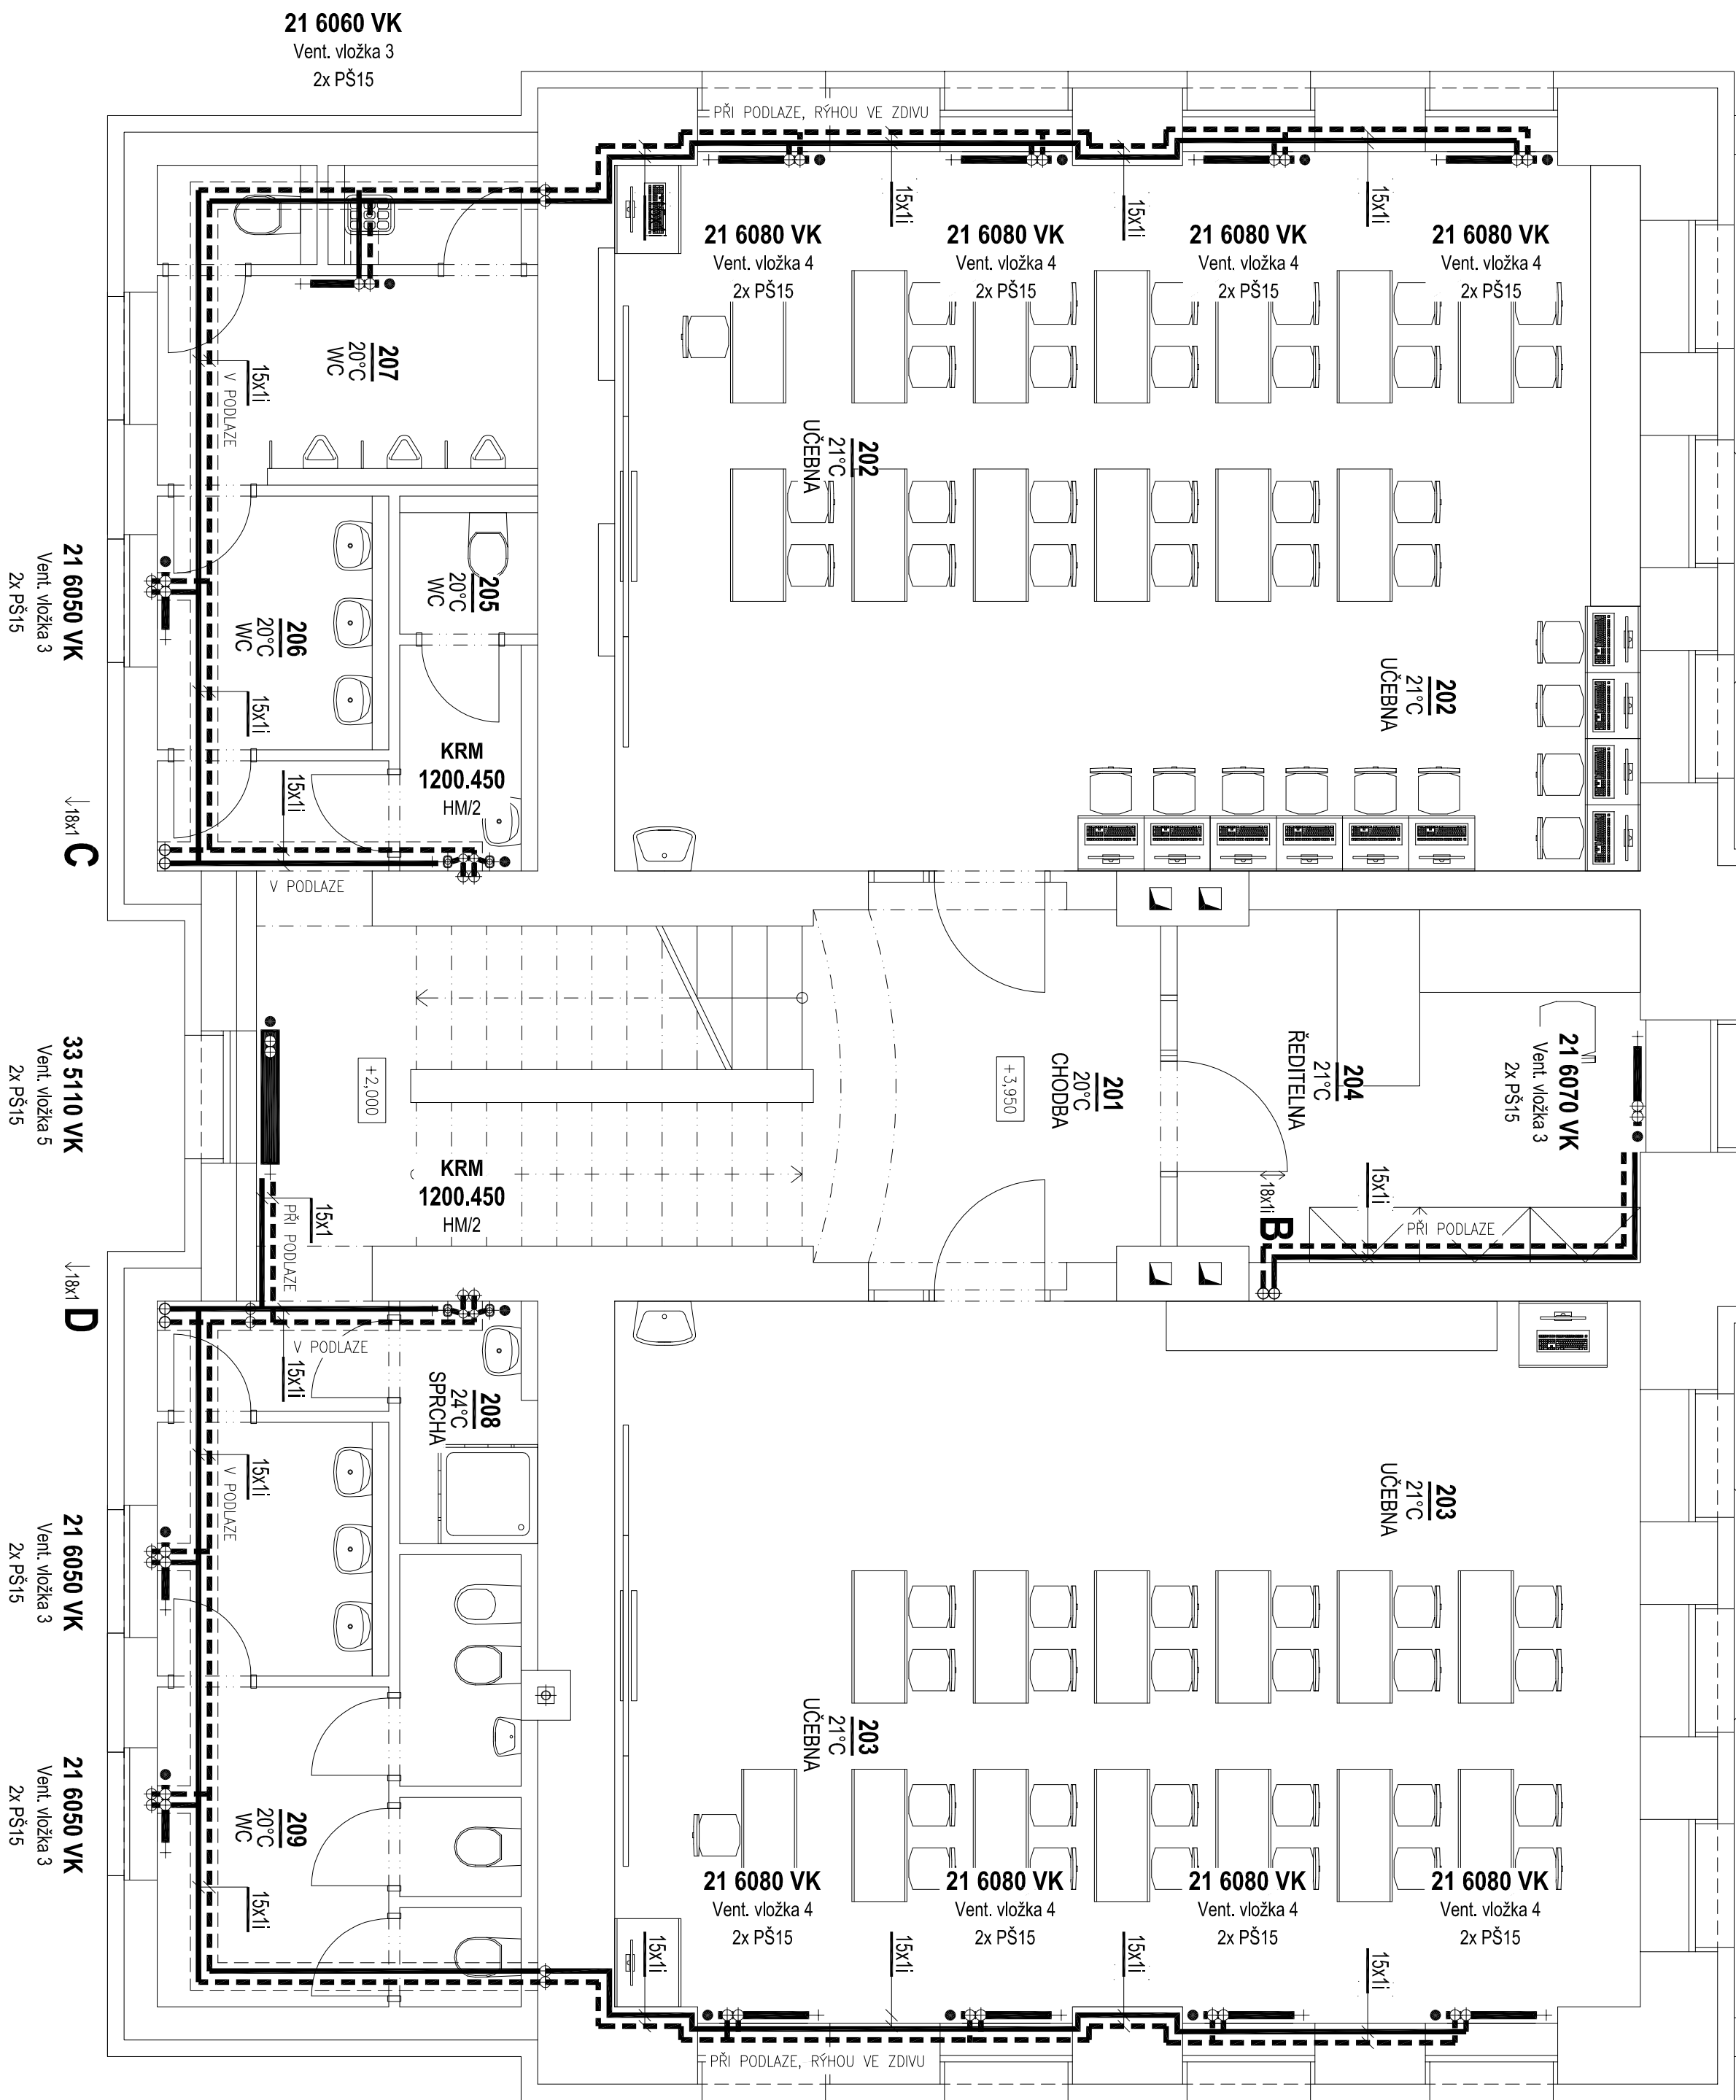 21 6060 VK
Vent. vložka 3
2x PŠ15
PŘI PODLAZE, RÝHOU VE ZDIVU
15x1i
15x1i
15x1i
21 6080 VK
Vent. vložka 4
2x PŠ15
21 6080 VK
Vent. vložka 4
2x PŠ15
21 6080 VK
Vent. vložka 4
2x PŠ15
21 6080 VK
Vent. vložka 4
2x PŠ15
207
20°C
WC
15x1i
V PODLAZE
202
21°C
UČEBNA
21 6050 VK
Vent. vložka 3
2x PŠ15
205
20°C
WC
206
20°C
WC
202
21°C
UČEBNA
15x1i
KRM
1200.450
HM/2
15x1i
18x1
C
V PODLAZE
33 5110 VK
Vent. vložka 5
2x PŠ15
+2,000
+3,950
201
20°C
CHODBA
204
21°C
ŘEDITELNA
21 6070 VK
Vent. vložka 3
2x PŠ15
KRM
1200.450
HM/2
15x1
PŘI PODLAZE
18x1i
B
15x1i
PŘI PODLAZE
18x1
D
V PODLAZE
15x1i
208
24°C
SPRCHA
15x1i
V PODLAZE
203
21°C
UČEBNA
21 6050 VK
Vent. vložka 3
2x PŠ15
203
21°C
UČEBNA
21 6050 VK
Vent. vložka 3
2x PŠ15
209
20°C
WC
15x1i
21 6080 VK
Vent. vložka 4
2x PŠ15
21 6080 VK
Vent. vložka 4
2x PŠ15
21 6080 VK
Vent. vložka 4
2x PŠ15
21 6080 VK
Vent. vložka 4
2x PŠ15
15x1i
15x1i
15x1i
15x1i
PŘI PODLAZE, RÝHOU VE ZDIVU